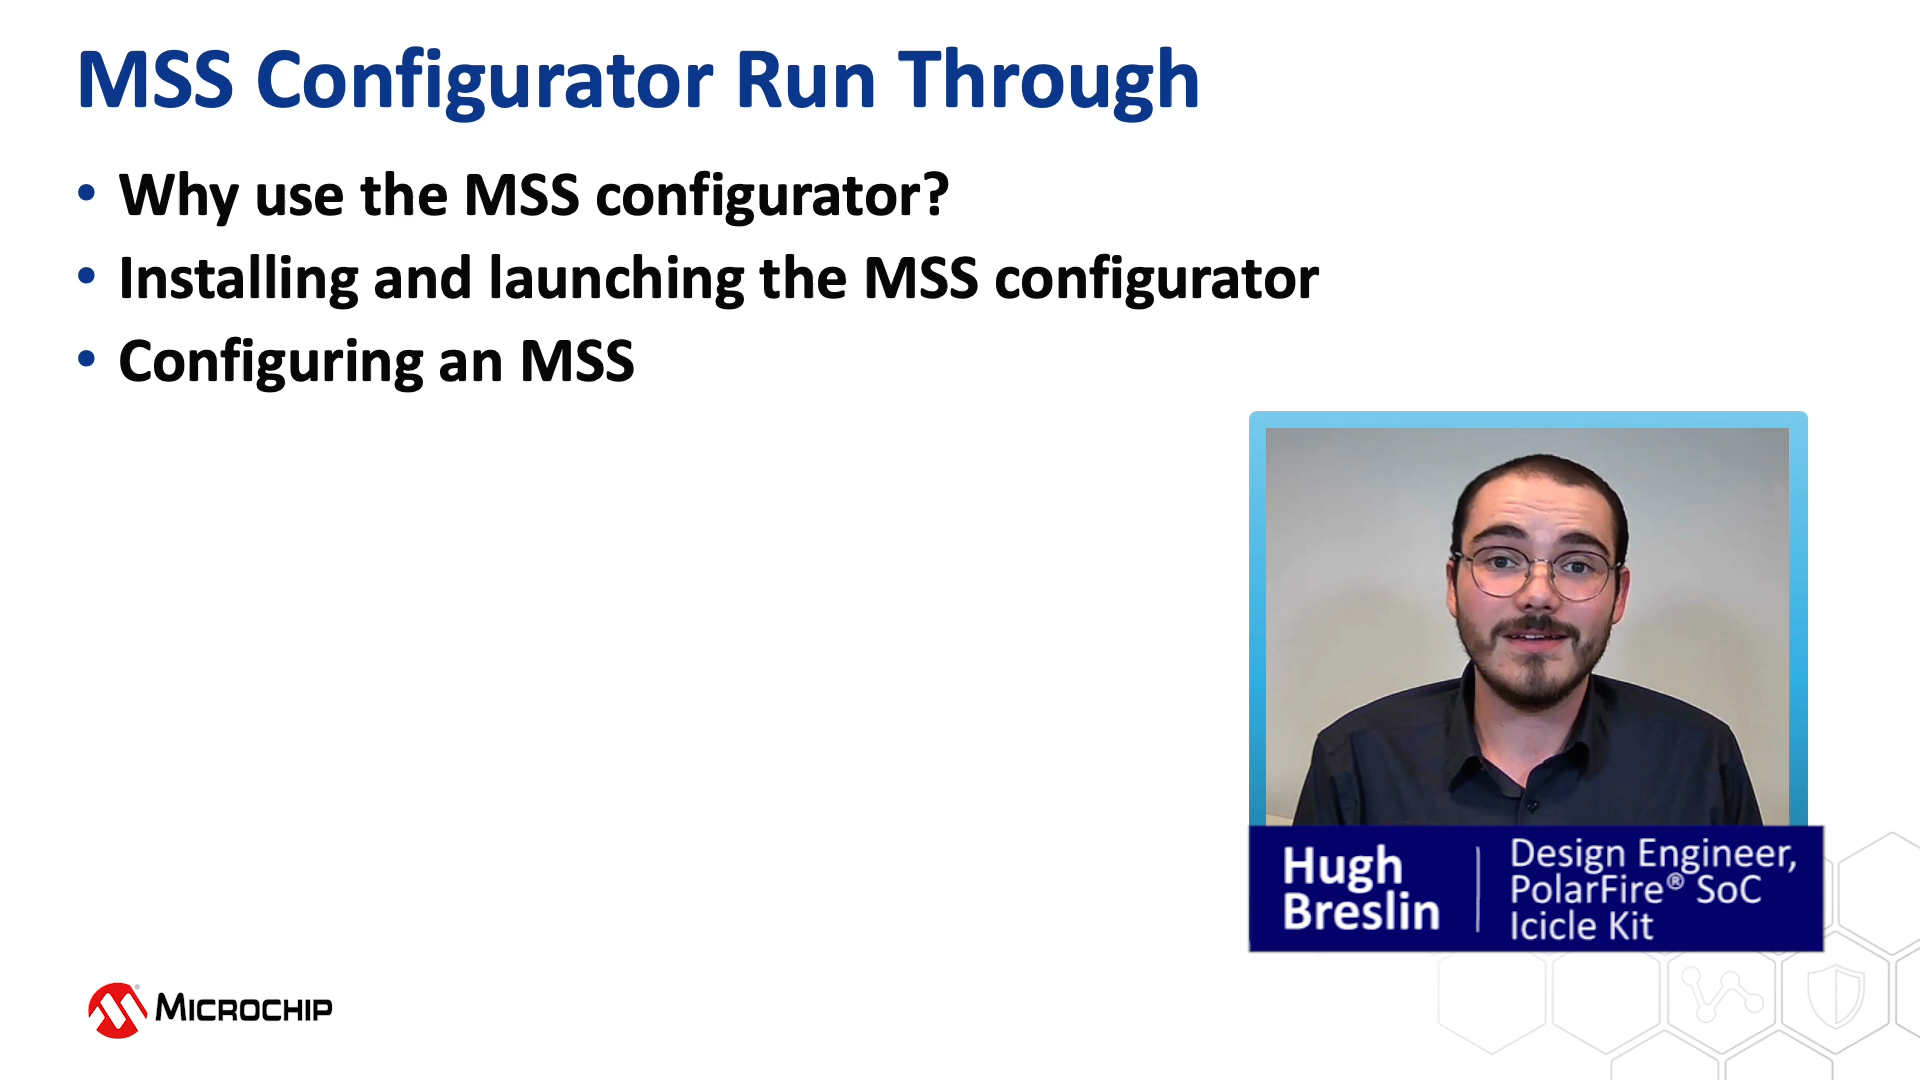 MSS Configurator Run Through
• Why use the MSS configurator?
• Installing and launching the MSS configurator
• Configuring an MSS
Hugh
Breslin
Design Engineer,
PolarFire® SoC
Icicle Kit
MICROCHIP